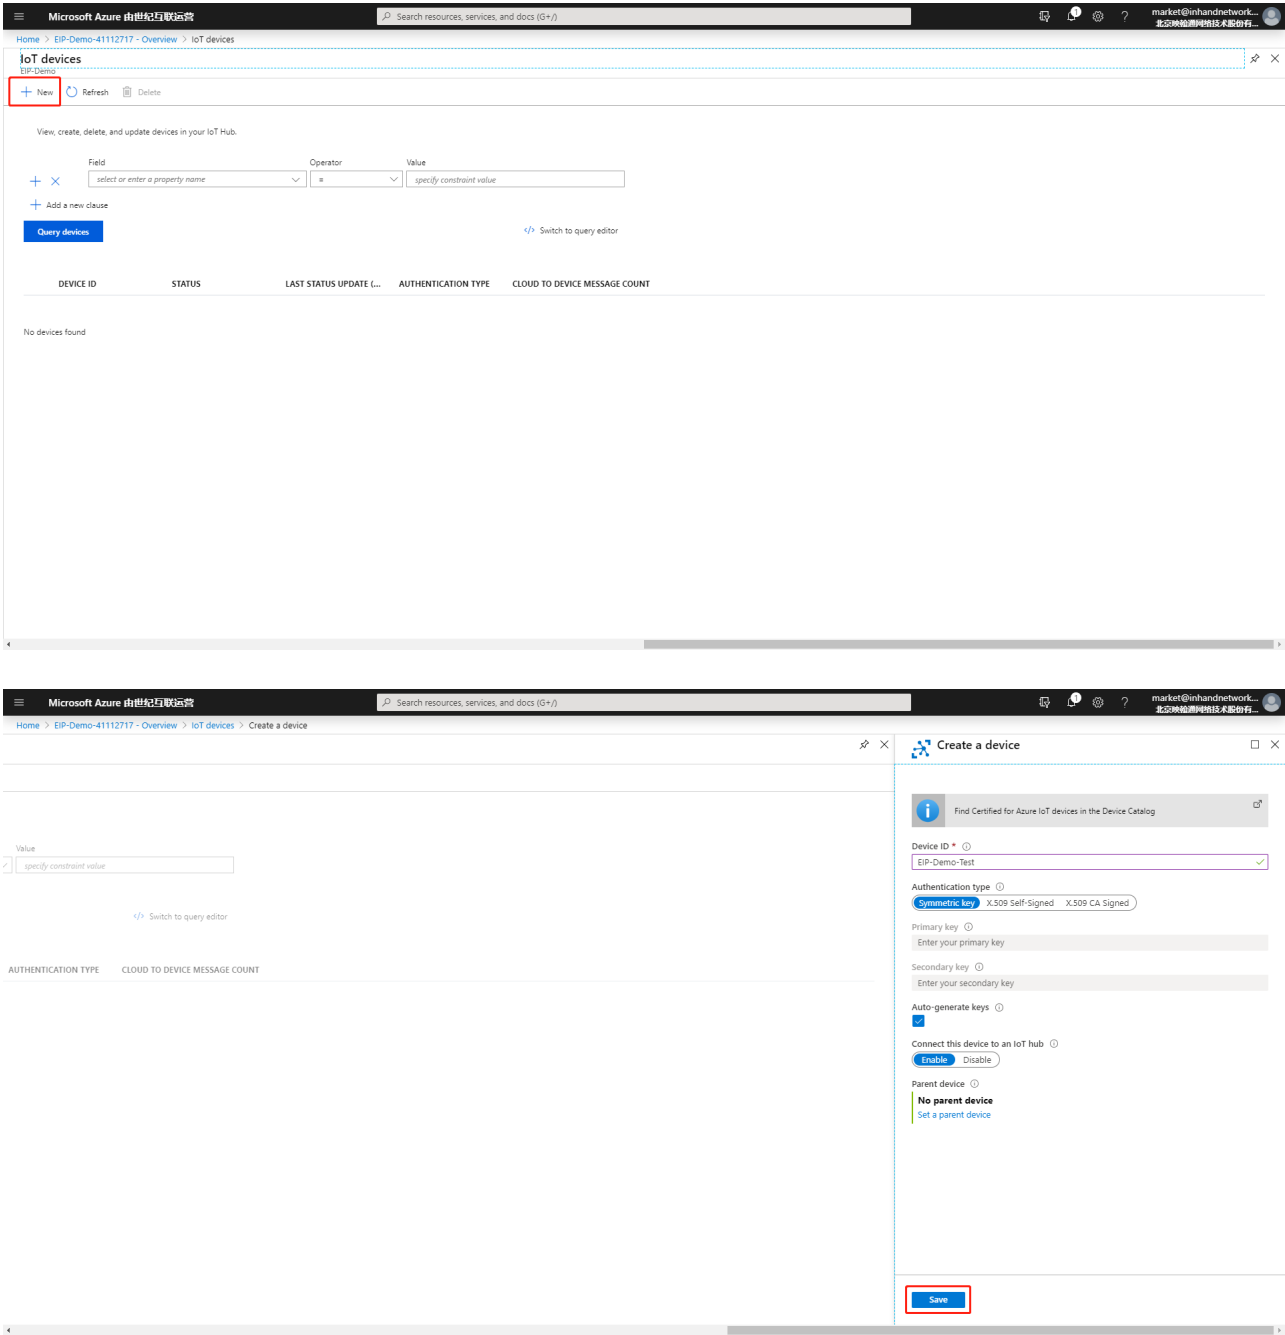 Microsoft Azure 由世纪互联运营
Search resources, services, and docs (G+/)
1
?
market@inhandnetwork...
北京映翰通网络技术股份有...
Home > EIP-Demo-41112717 - Overview > IoT devices
IoT devices
EIP-Demo
New
Refresh
Delete
View, create, delete, and update devices in your IoT Hub.
Field
Operator
Value
select or enter a property name
=
specify constraint value
Add a new clause
Query devices
</> Switch to query editor
DEVICE ID
STATUS
LAST STATUS UPDATE (...
AUTHENTICATION TYPE
CLOUD TO DEVICE MESSAGE COUNT
No devices found
Microsoft Azure 由世纪互联运营
Search resources, services, and docs (G+/)
1
?
market@inhandnetwork...
北京映翰通网络技术股份有...
Home > EIP-Demo-41112717 - Overview > IoT devices > Create a device
Value
specify constraint value
</> Switch to query editor
AUTHENTICATION TYPE
CLOUD TO DEVICE MESSAGE COUNT
Create a device
Find Certified for Azure IoT devices in the Device Catalog
Device ID *
EIP-Demo-Test
Authentication type
Symmetric key
X.509 Self-Signed
X.509 CA Signed
Primary key
Enter your primary key
Secondary key
Enter your secondary key
Auto-generate keys
Connect this device to an IoT hub
Enable
Disable
Parent device
No parent device
Set a parent device
Save